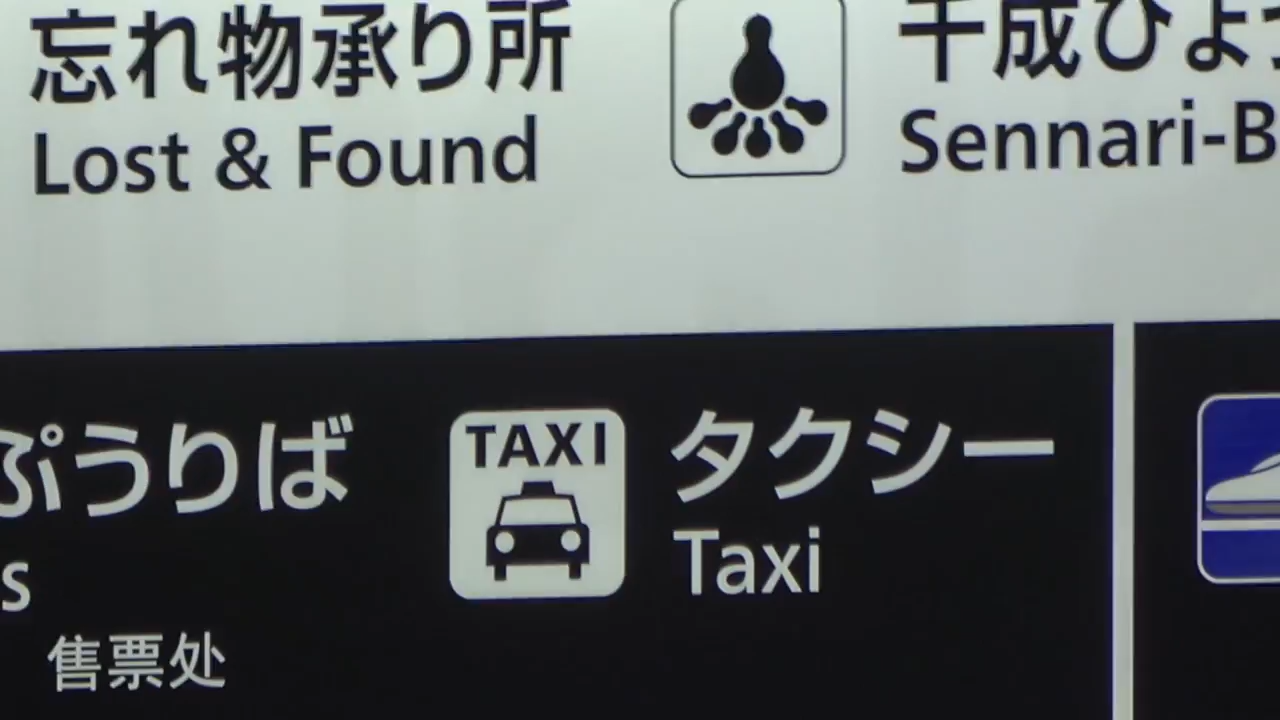 忘れ物承り所
Lost & Found
千成ひょ
Sennari-B
ぷうりば
s
售票处
TAXI
タクシー
Taxi